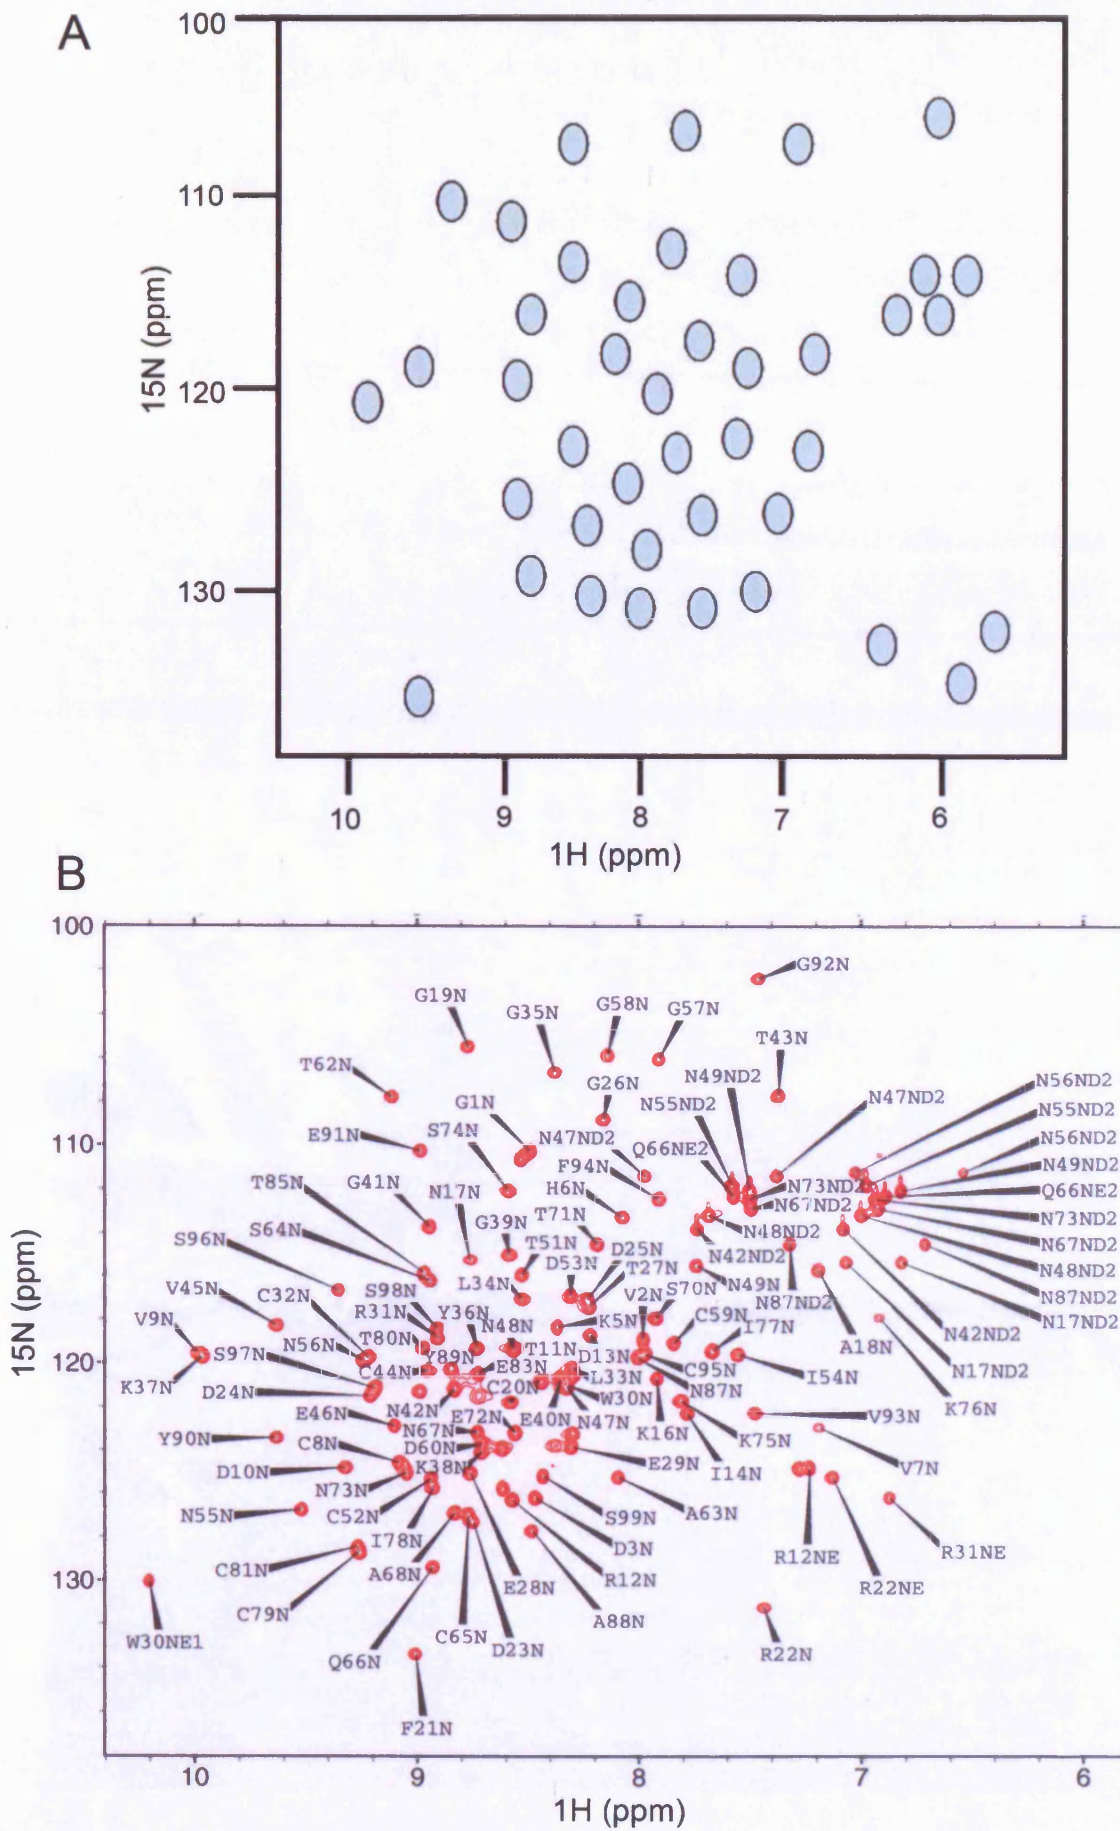 A
100
110
120
130
15N (ppm)
10 9 8 7 6
1H (ppm)
B
100
110
120
130
15N (ppm)
G92N
G19N
G35N
G58N
G57N
T43N
T62N
G26N
N49ND2
N56ND2
G1N
N55ND2
N47ND2
N55ND2
E91N
S74N
N47ND2
Q66NE2
N56ND2
F94N
N49ND2
T85N
G41N
N17N
H6N
N73ND2
Q66NE2
G39N
T71N
N67ND2
N73ND2
S64N
T51N
D25N
N48ND2
N67ND2
S96N
D53N
T27N
N42ND2
N48ND2
V45N
C32N
S98N
L34N
V2N
S70N
N49N
N87ND2
N87ND2
V9N
R31N
Y36N
N48N
K5N
C59N
I77N
N17ND2
S97N
N56N
T80N
T11N
D13N
A18N
N42ND2
K37N
C44N
Y89N
E83N
L33N
C95N
I54N
N17ND2
D24N
C20N
W30N
N87N
K76N
E46N
N42N
E72N
E40N
N47N
K16N
K75N
V93N
Y90N
C8N
N67N
D60N
E29N
I14N
V7N
D10N
K38N
N73N
N55N
C52N
S99N
A63N
I78N
D3N
R12NE
R31NE
C81N
A68N
E28N
R12N
R22NE
C79N
A88N
W30NE1
Q66N
C65N
D23N
R22N
F21N
10 9 8 7 6
1H (ppm)